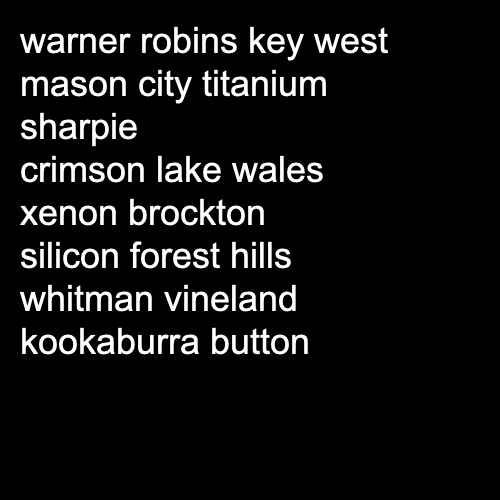 warner robins key west
mason city titanium
sharpie
crimson lake wales
xenon brockton
silicon forest hills
whitman vineland
kookaburra button